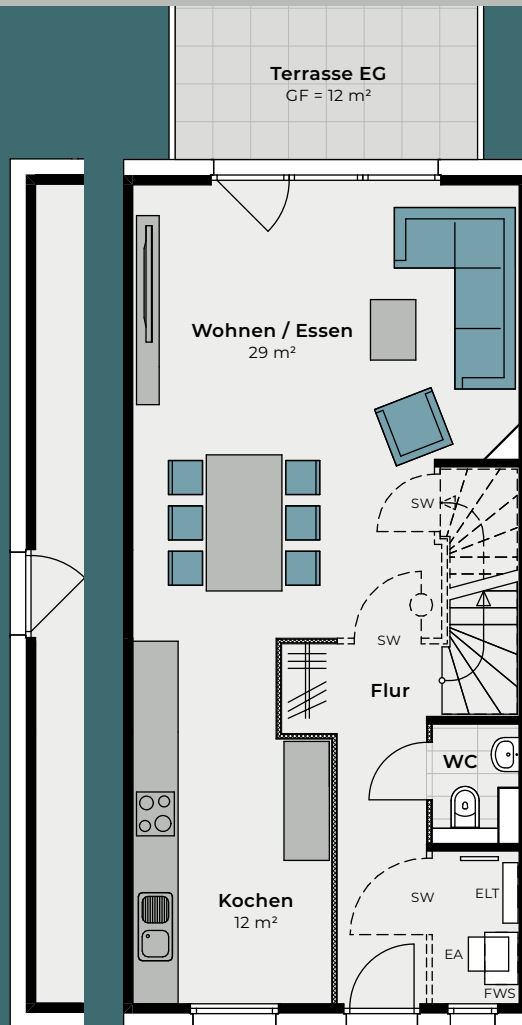 Terrasse EG
GF = 12 m²
Wohnen / Essen
29 m²
SW
SW
Flur
WC
Kochen
12 m²
SW
ELT
EA
FWS